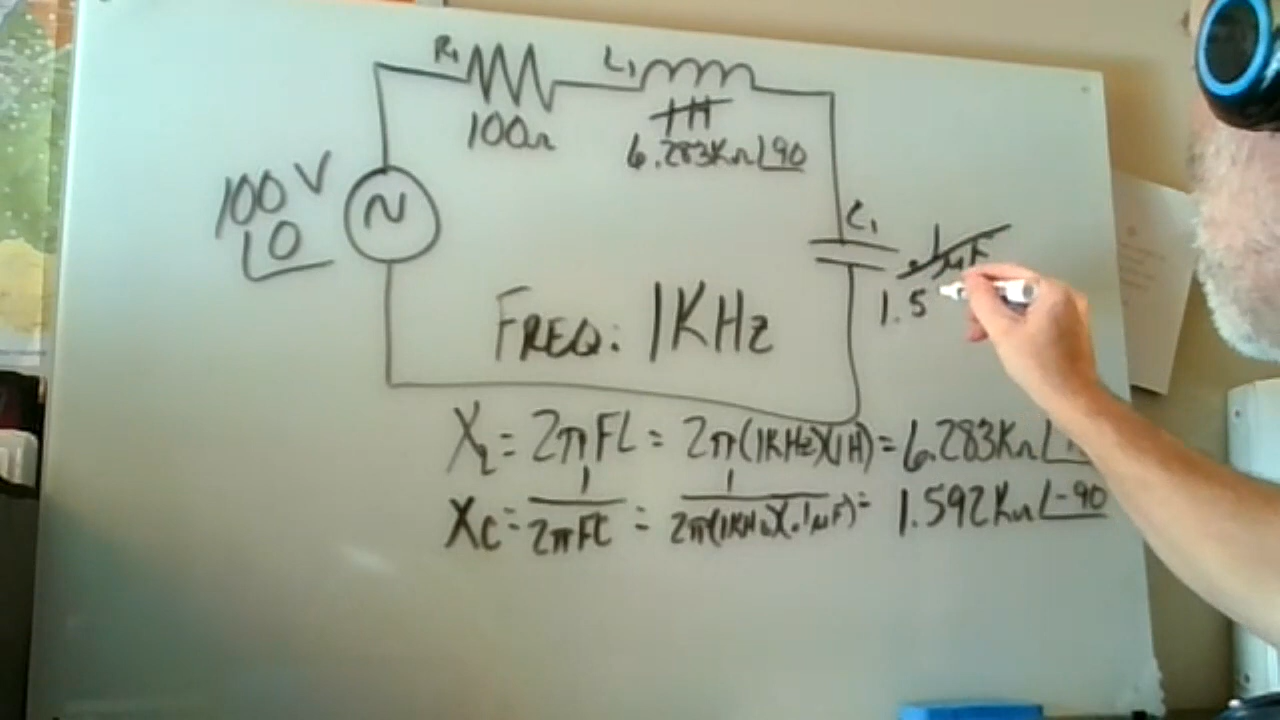 R1
L1
100Ω
1H
6.283KΩ∠90
100V
∠0
C1
.1µF
1.5
FREQ: 1KHz
XL = 2πFL = 2π(1KHz)(1H) = 6.283KΩ∠
XC = 1/2πFC = 1/2π(1KHz)(.1µF) = 1.592KΩ∠-90